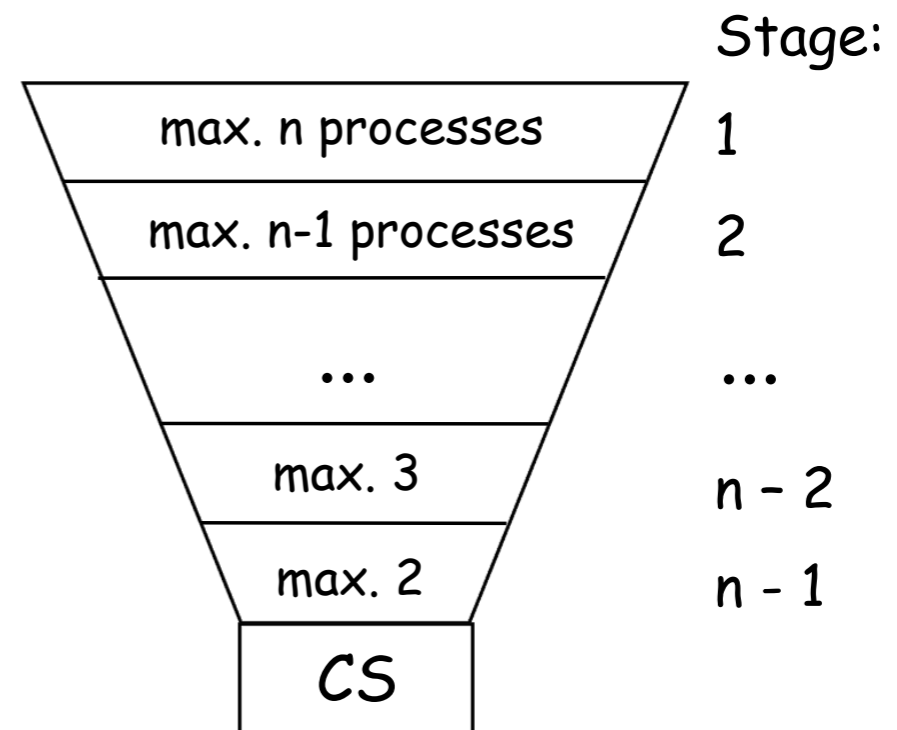 Stage:
max. n processes 1
max. n-1 processes 2
... ...
max. 3 n - 2
max. 2 n - 1
CS